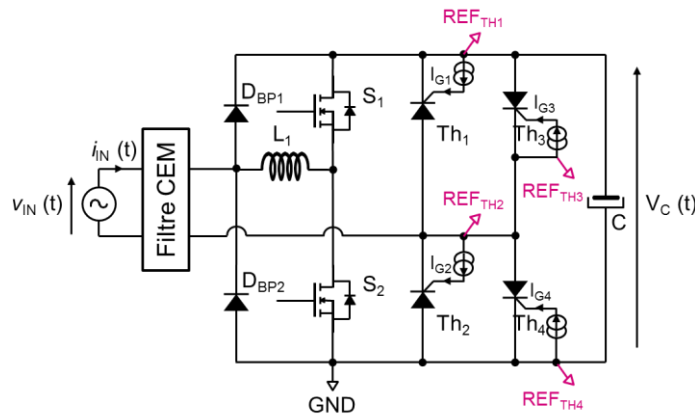 REF_TH1
D_BP1
S_1
I_G1
I_G3
Th_1
Th_3
L_1
i_IN (t)
v_IN (t)
Filtre CEM
REF_TH2
REF_TH3
C
V_C (t)
D_BP2
S_2
I_G2
I_G4
Th_2
Th_4
GND
REF_TH4